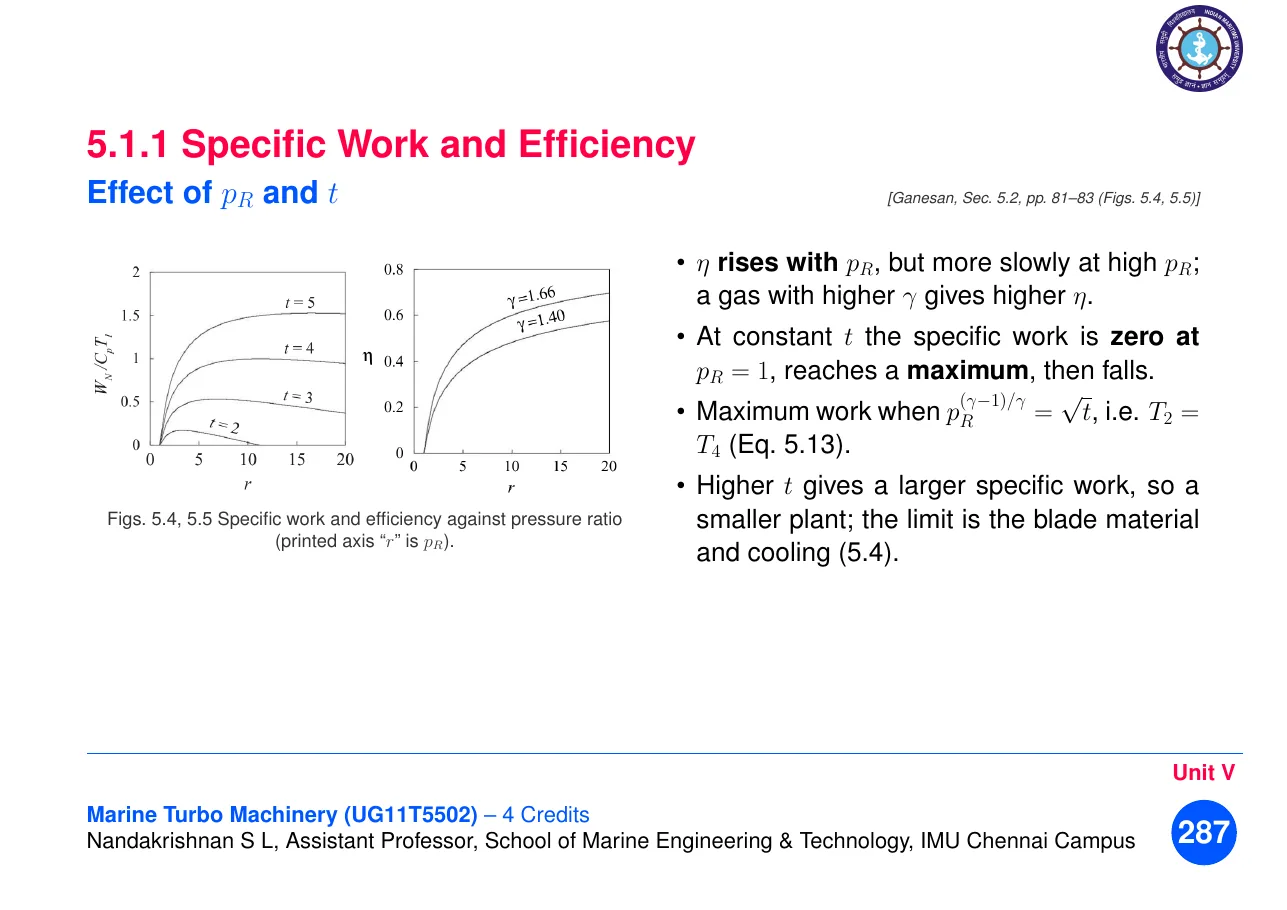 INDIAN MARITIME UNIVERSITY
5.1.1 Specific Work and Efficiency
Effect of p_R and t
[Ganesan, Sec. 5.2, pp. 81–83 (Figs. 5.4, 5.5)]
2
1.5
1
0.5
0
0 5 10 15 20
W_N/C_pT_1
r
t = 5
t = 4
t = 3
t = 2
0.8
0.6
0.4
0.2
0
0 5 10 15 20
η
r
γ=1.66
γ=1.40
Figs. 5.4, 5.5 Specific work and efficiency against pressure ratio
(printed axis “r” is p_R).
• η rises with p_R, but more slowly at high p_R;
a gas with higher γ gives higher η.
• At constant t the specific work is zero at
p_R = 1, reaches a maximum, then falls.
• Maximum work when p_R^{(γ−1)/γ} = √t, i.e. T_2 =
T_4 (Eq. 5.13).
• Higher t gives a larger specific work, so a
smaller plant; the limit is the blade material
and cooling (5.4).
Unit V
Marine Turbo Machinery (UG11T5502) – 4 Credits
Nandakrishnan S L, Assistant Professor, School of Marine Engineering & Technology, IMU Chennai Campus
287